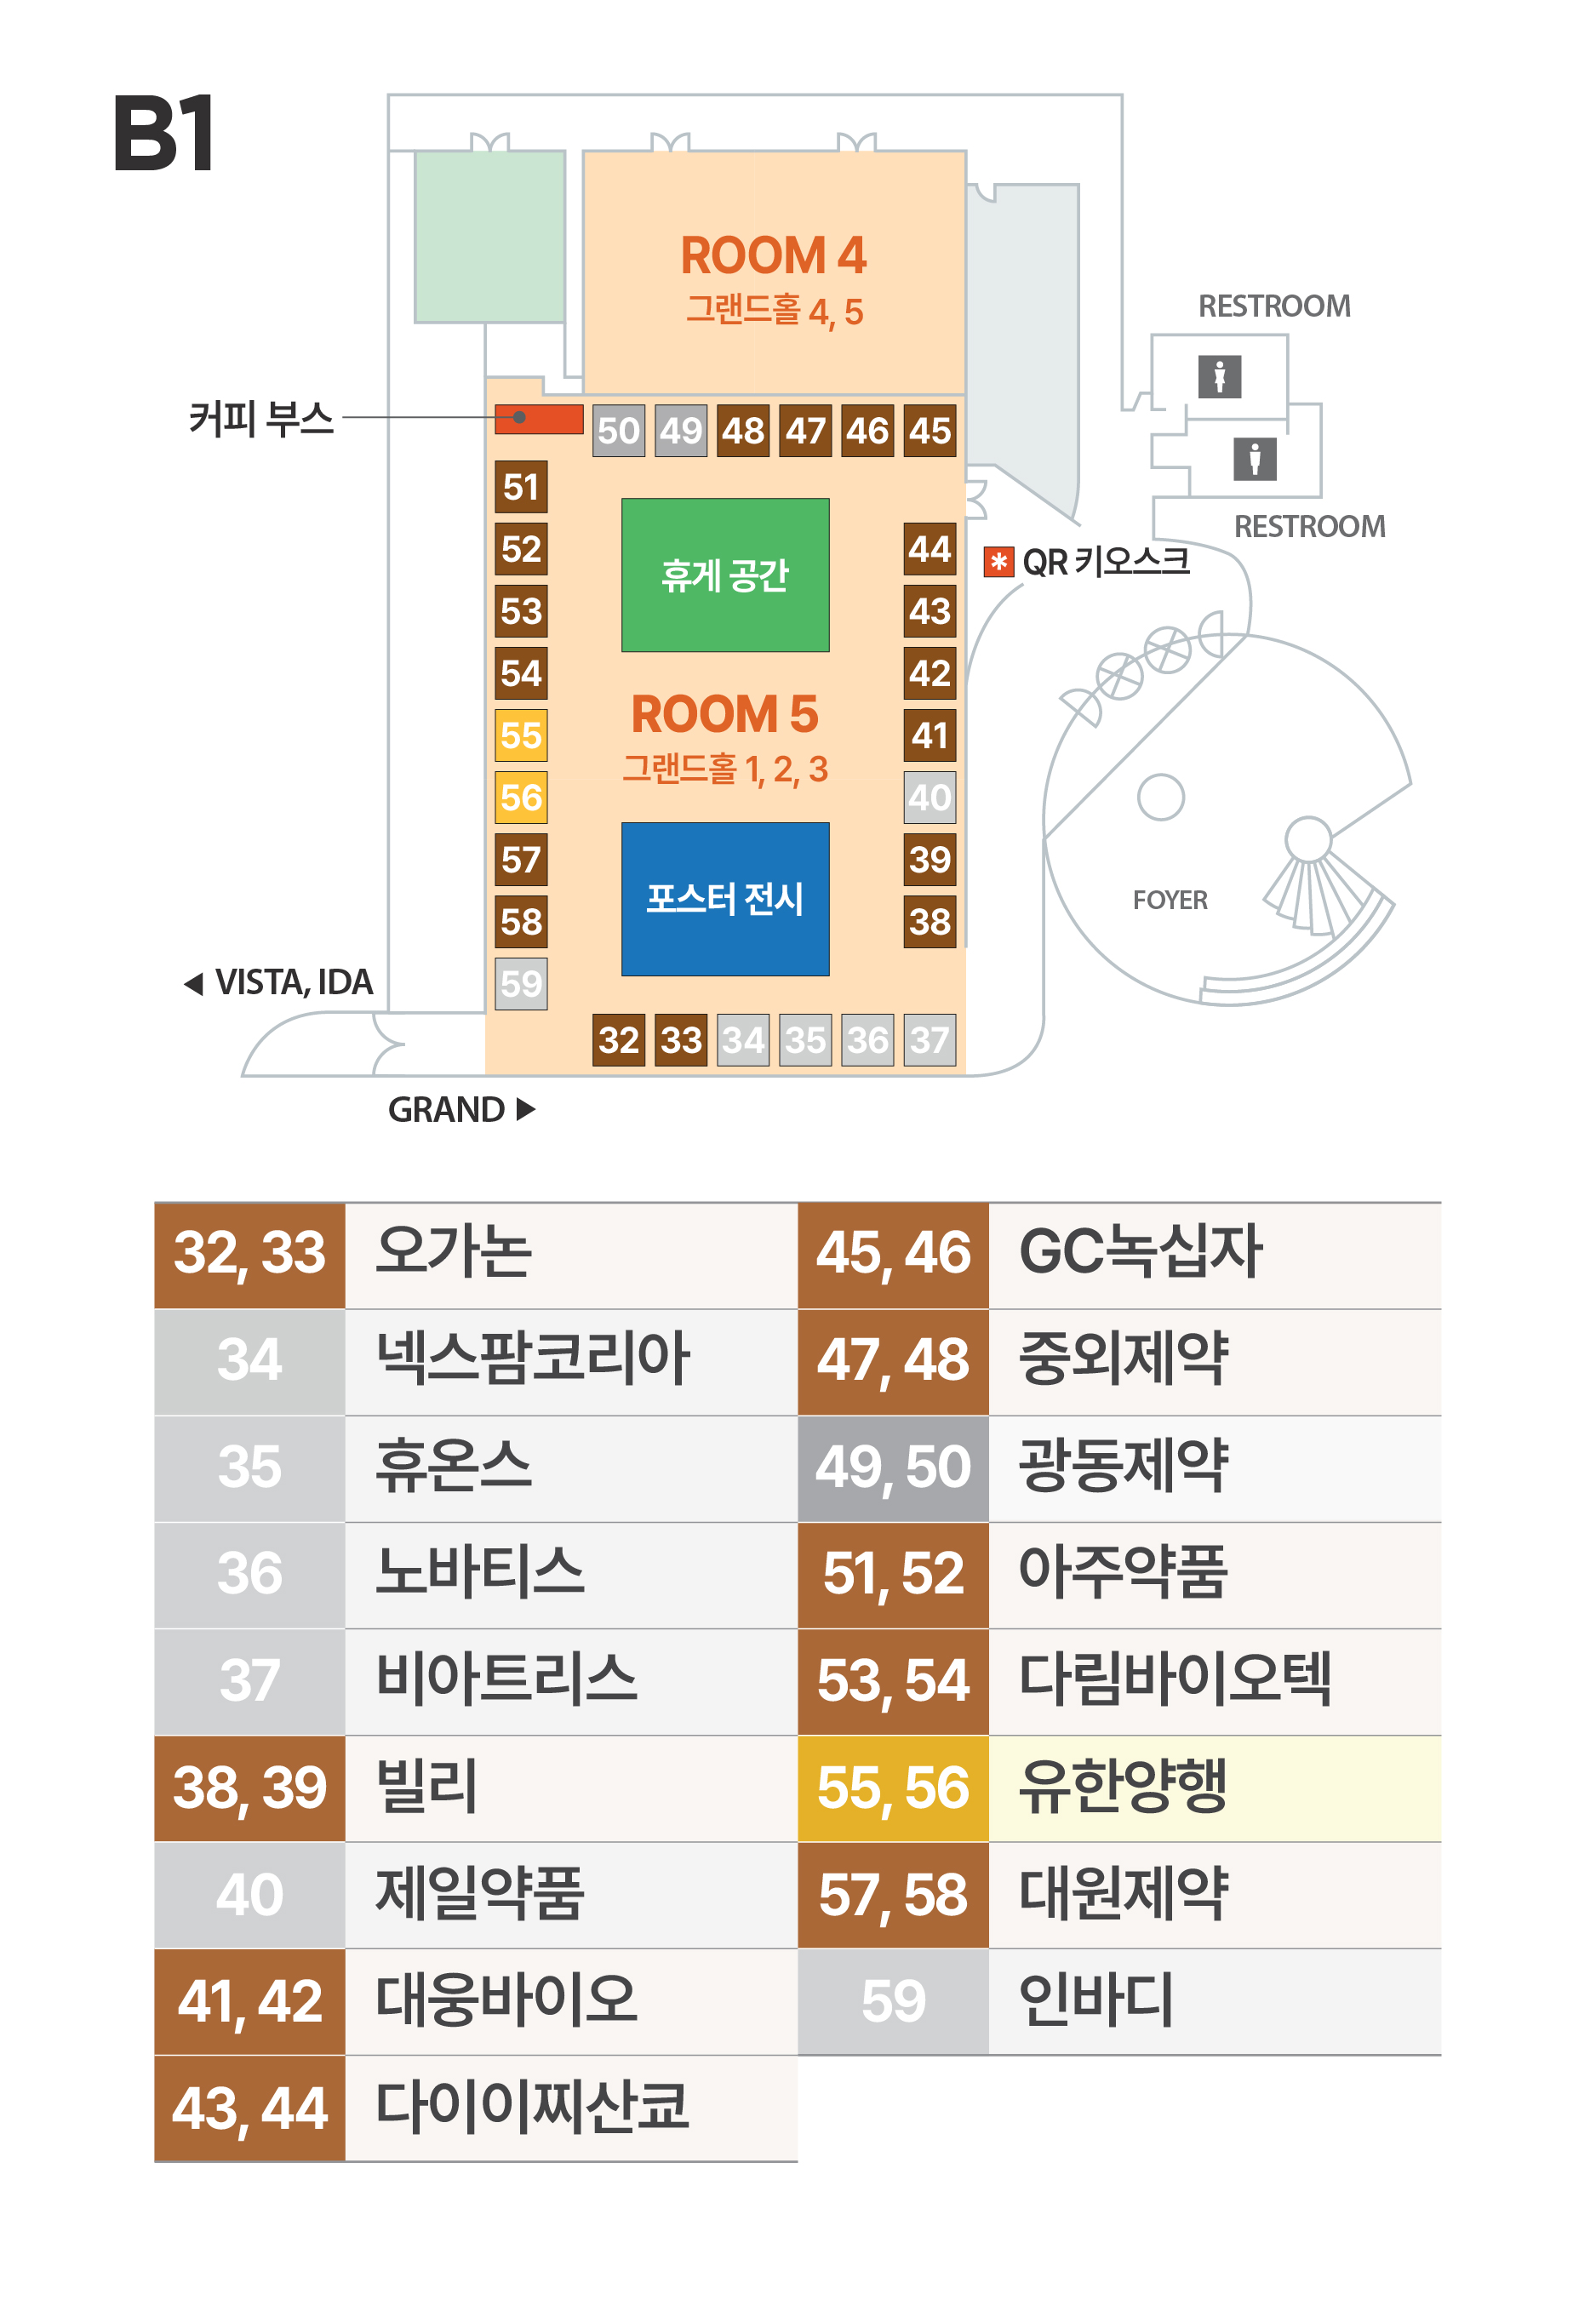 B1
ROOM 4
그랜드홀 4, 5
RESTROOM
커피 부스
50 49 48 47 46 45
51
RESTROOM
52
44
QR 키오스크
휴게 공간
53
43
54
42
ROOM 5
55
41
그랜드홀 1, 2, 3
56
40
57
39
포스터 전시
FOYER
58
38
VISTA, IDA
59
32 33 34 35 36 37
GRAND
32, 33 오가논
34 넥스팜코리아
35 휴온스
36 노바티스
37 비아트리스
38, 39 빌리
40 제일약품
41, 42 대웅바이오
43, 44 다이이찌산쿄
45, 46 GC녹십자
47, 48 중외제약
49, 50 광동제약
51, 52 아주약품
53, 54 다림바이오텍
55, 56 유한양행
57, 58 대원제약
59 인바디